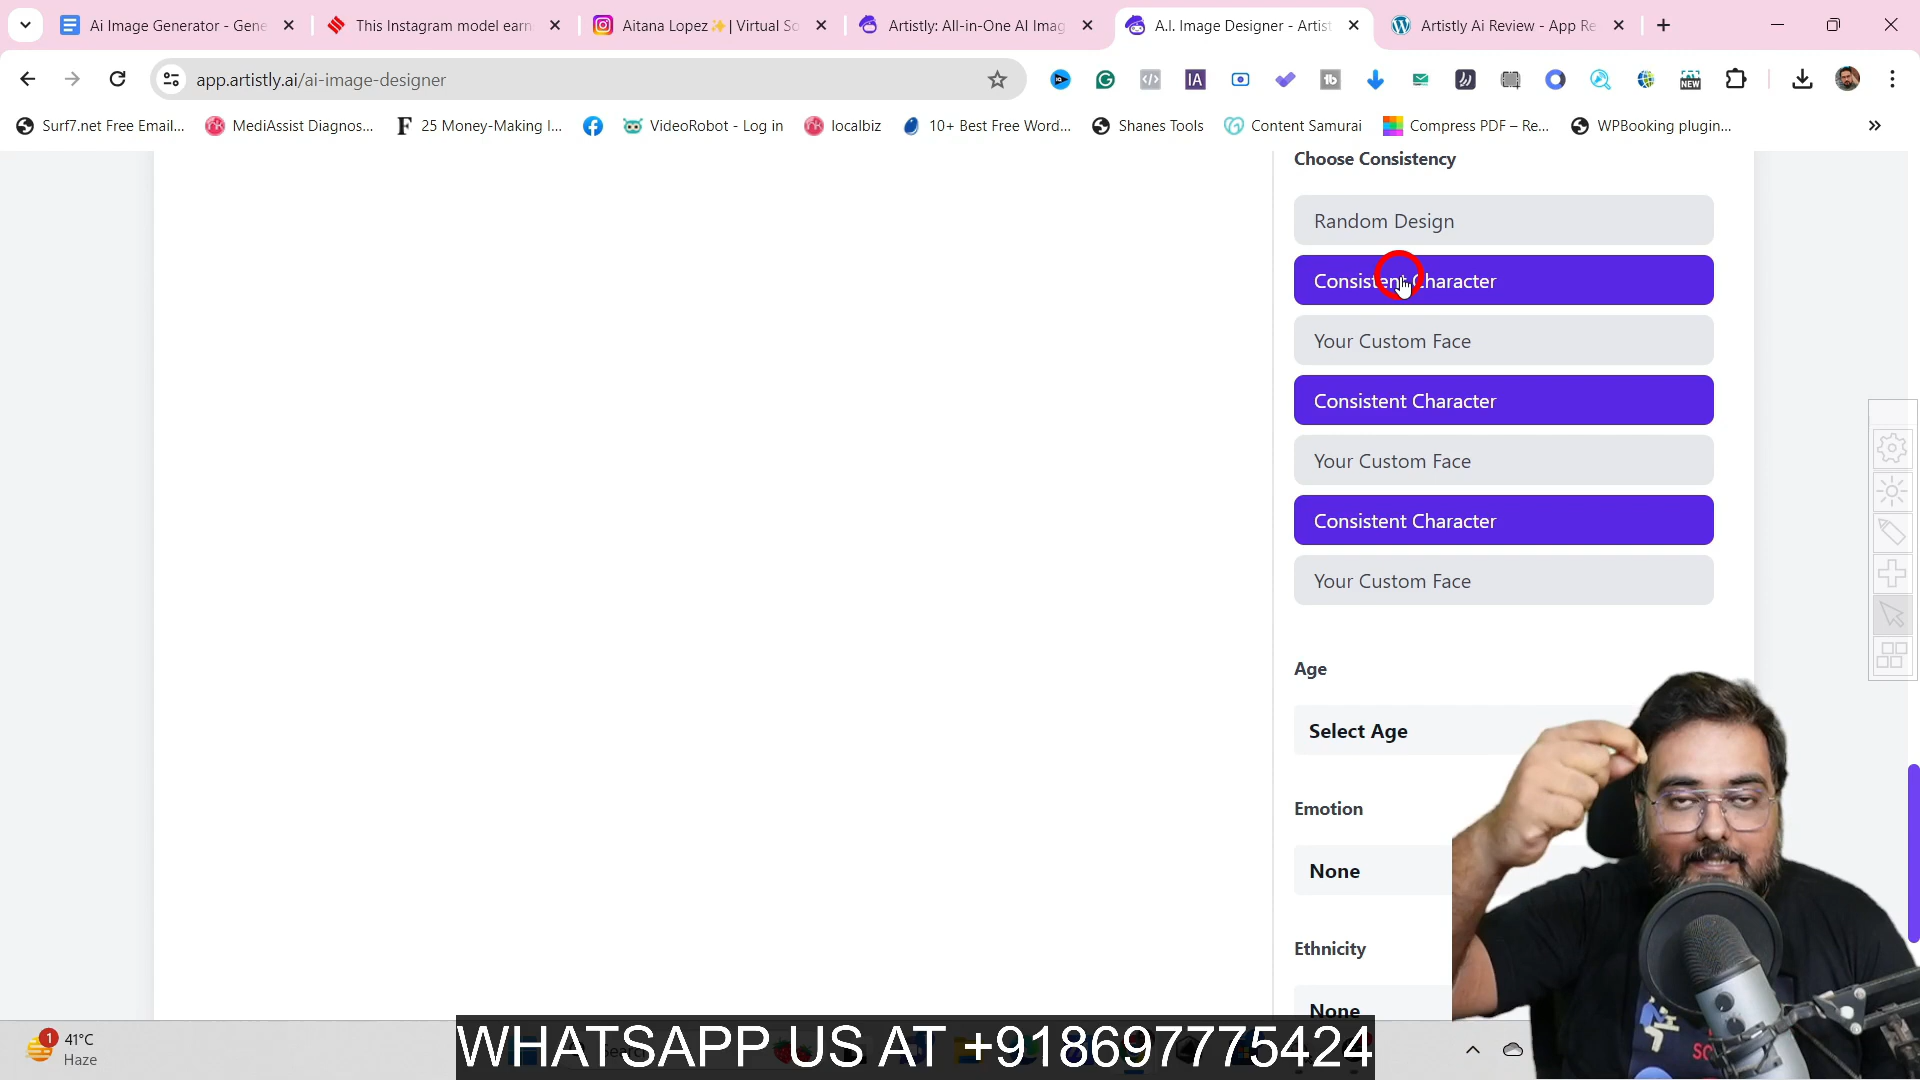 Ai Image Generator - Gene
This Instagram model earn
Aitana Lopez✨ | Virtual So
Artistly: All-in-One AI Imag
A.I. Image Designer - Artist
Artistly Ai Review - App Re
app.artistly.ai/ai-image-designer
IA
NEW
Surf7.net Free Email...
MediAssist Diagnos...
25 Money-Making I...
VideoRobot - Log in
localbiz
10+ Best Free Word...
Shanes Tools
Content Samurai
Compress PDF – Re...
WPBooking plugin...
Choose Consistency
Random Design
Consistent Character
Your Custom Face
Consistent Character
Your Custom Face
Consistent Character
Your Custom Face
Age
Select Age
Emotion
None
Ethnicity
None
1
41°C
Haze
WHATSAPP US AT +918697775424